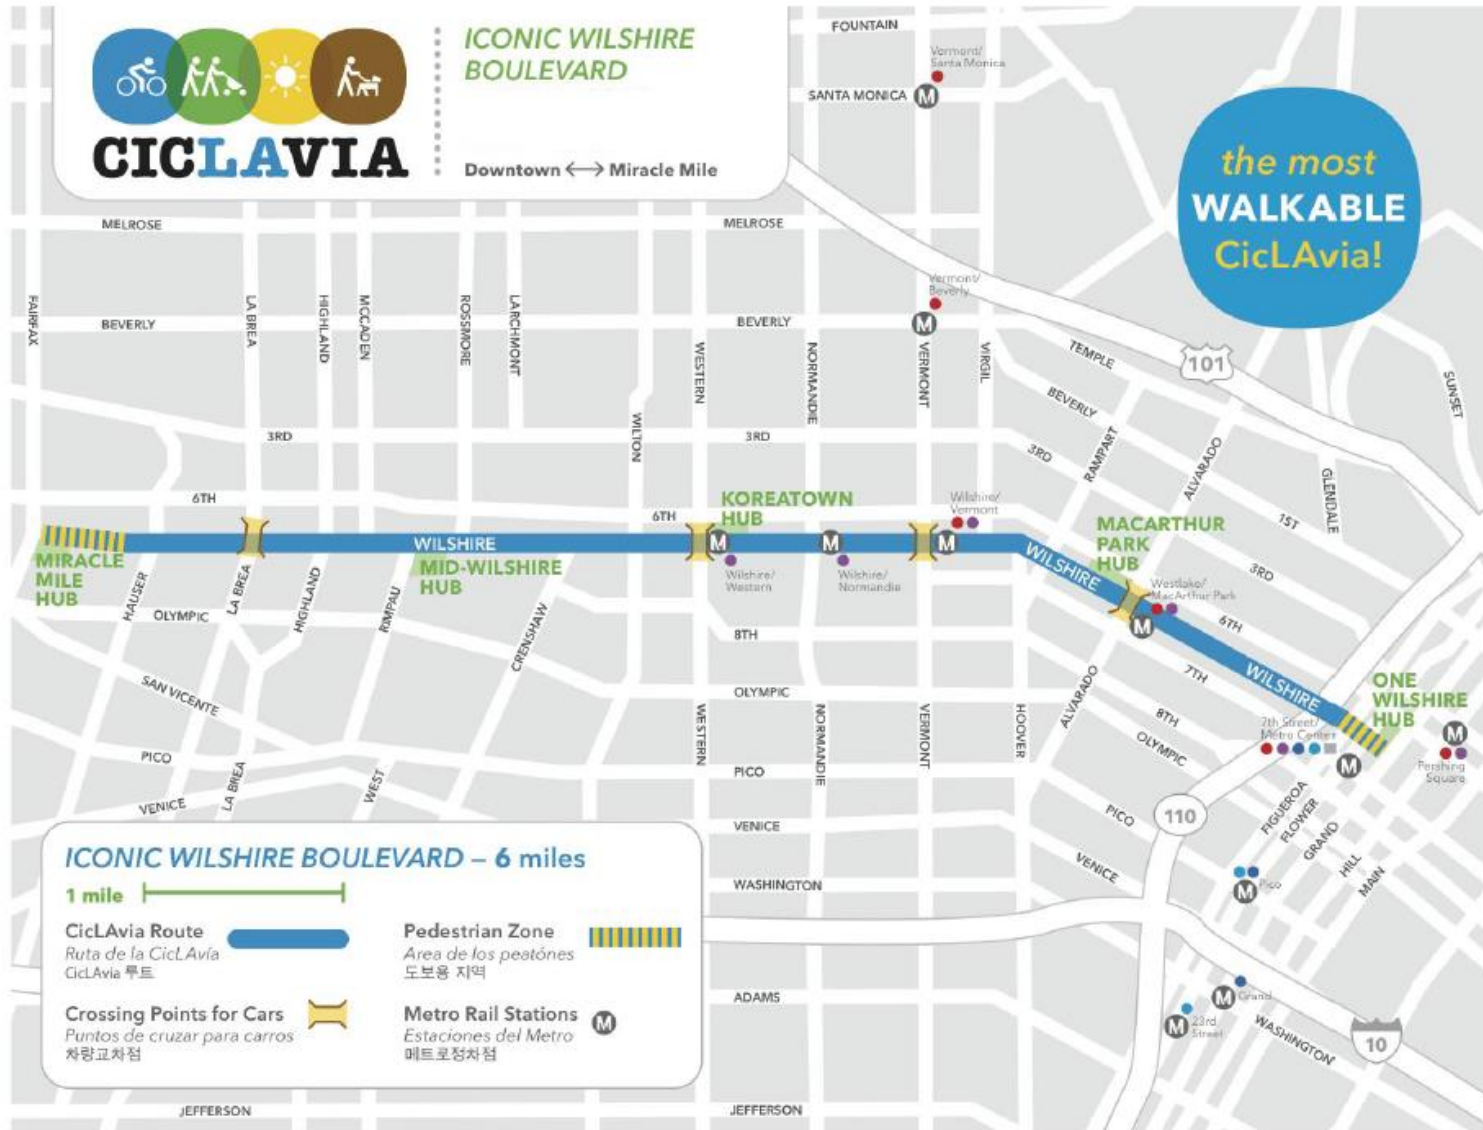 CICLAVIA
ICONIC WILSHIRE
BOULEVARD
Downtown ↔ Miracle Mile
the most
WALKABLE
CicLAvia!
FOUNTAIN
Vermont/
Santa Monica
SANTA MONICA
M
MELROSE
MELROSE
Vermont/
Beverly
M
FAIRFAX
BEVERLY
LA BREA
HIGHLAND
MCCADEN
ROSSMORE
LARCHMONT
WESTERN
BEVERLY
NORMANDIE
VERMONT
VIRGIL
TEMPLE
101
SUNSET
BEVERLY
3RD
WILTON
3RD
3RD
RAMPART
ALVARADO
GLENDALE
1ST
3RD
6TH
6TH
KOREATOWN
HUB
Wilshire/
Vermont
MACARTHUR
PARK
HUB
WILSHIRE
M
M
M
WILSHIRE
MIRACLE
MILE
HUB
MID-WILSHIRE
HUB
Wilshire/
Western
Wilshire/
Normandie
Westlake/
MacArthur Park
M
6TH
HAUSER
OLYMPIC
LA BREA
HIGHLAND
RIMPAU
CRENSHAW
8TH
7TH
WILSHIRE
ONE
WILSHIRE
HUB
SAN VICENTE
OLYMPIC
WESTERN
NORMANDIE
VERMONT
HOOVER
ALVARADO
8TH
OLYMPIC
7th Street/
Metro Center
M
M
Pershing
Square
PICO
LA BREA
WEST
PICO
VENICE
PICO
110
FIGUEROA
FLOWER
GRAND
HILL
MAIN
VENICE
VENICE
WASHINGTON
M
Pico
ADAMS
M
Grand
M
23rd
Street
WASHINGTON
10
JEFFERSON
JEFFERSON
ICONIC WILSHIRE BOULEVARD – 6 miles
1 mile
CicLAvia Route
Ruta de la CicLAvía
CicLAvia 루트
Pedestrian Zone
Area de los peatónes
도보용 지역
Crossing Points for Cars
Puntos de cruzar para carros
차량교차점
Metro Rail Stations
Estaciones del Metro
메트로정차점
M